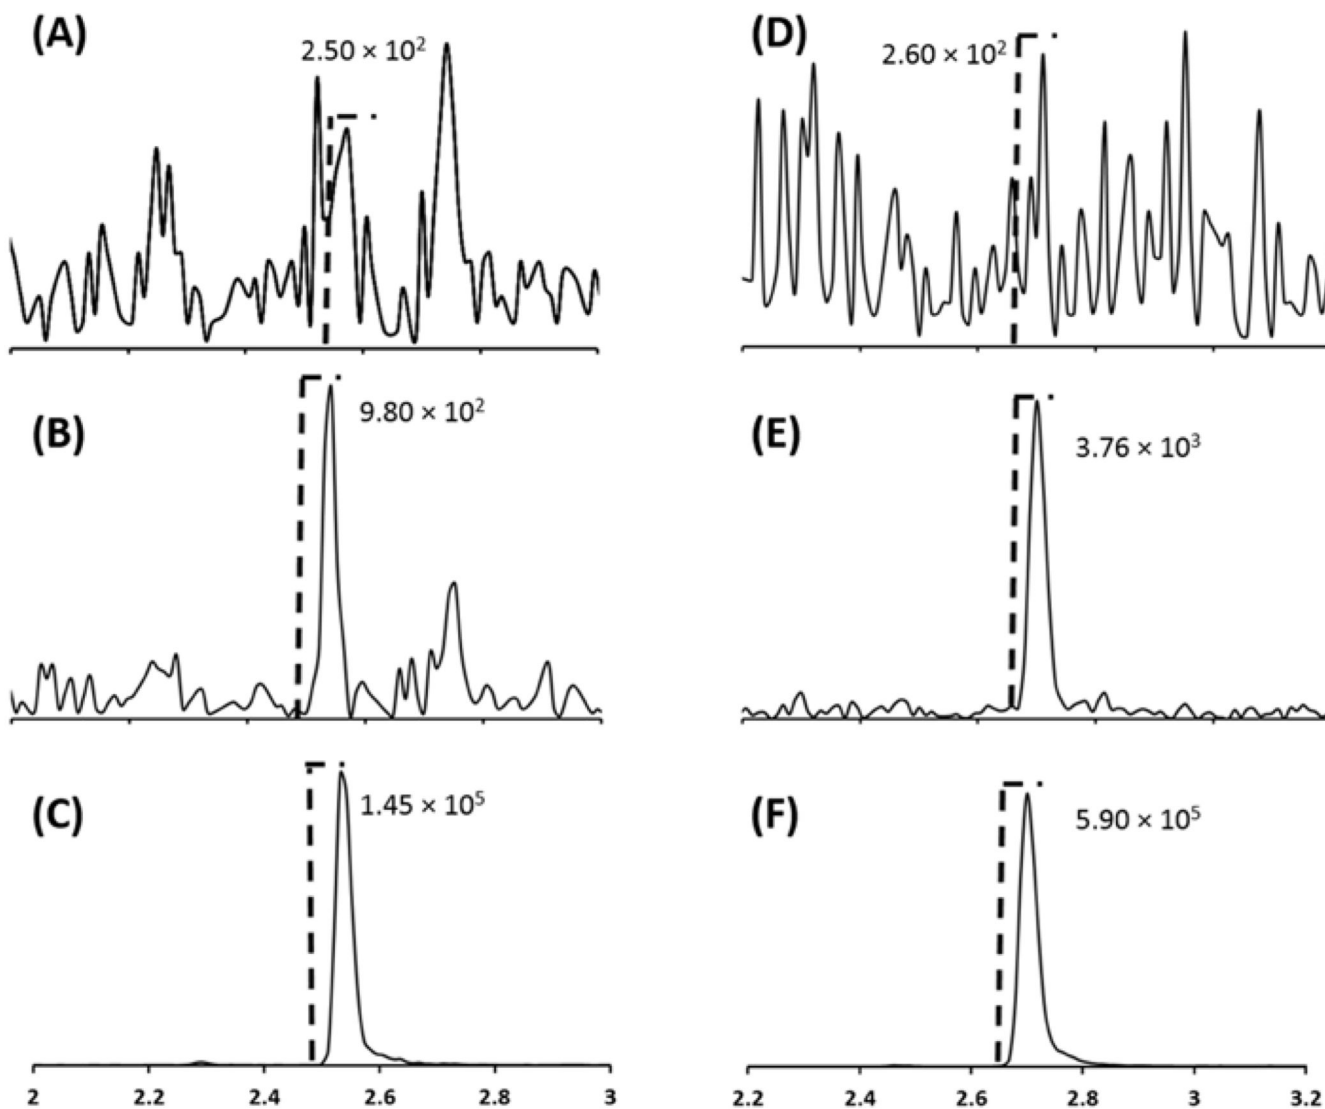 (A)
2.50 × 10²
(D)
2.60 × 10²
(B)
9.80 × 10²
(E)
3.76 × 10³
(C)
1.45 × 10⁵
(F)
5.90 × 10⁵
2 2.2 2.4 2.6 2.8 3
2.2 2.4 2.6 2.8 3 3.2